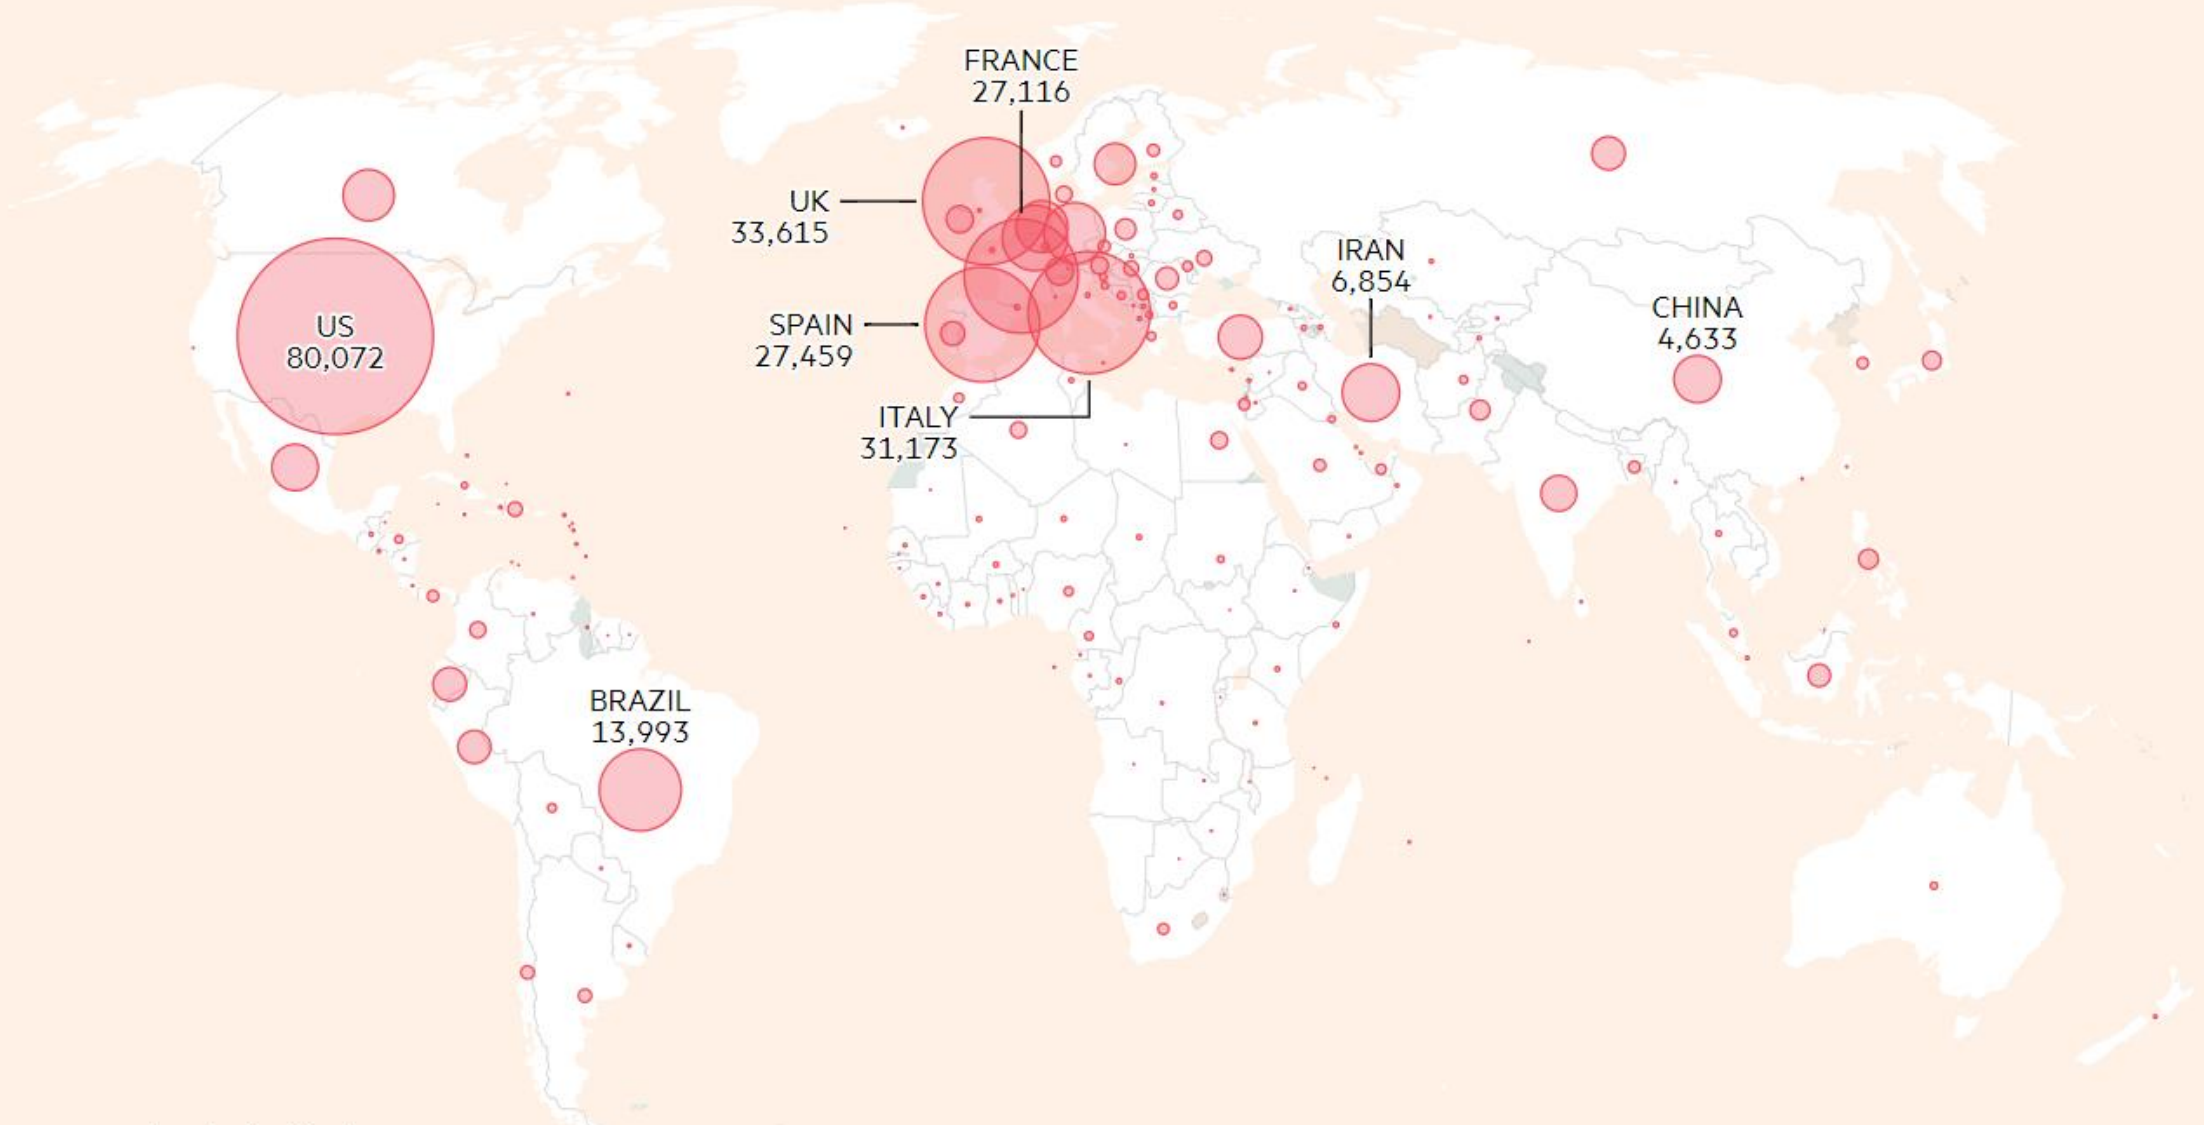 FRANCE
27,116
UK
33,615
IRAN
6,854
CHINA
4,633
US
80,072
SPAIN
27,459
ITALY
31,173
BRAZIL
13,993